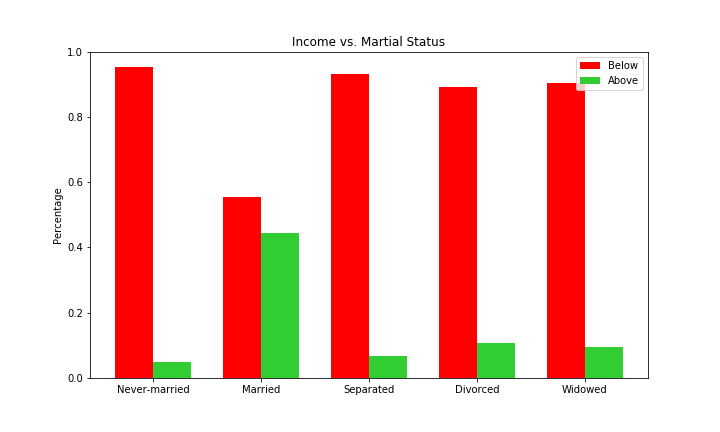 Income vs. Martial Status
Below
Above
Percentage
1.0
0.8
0.6
0.4
0.2
0.0
Never-married
Married
Separated
Divorced
Widowed